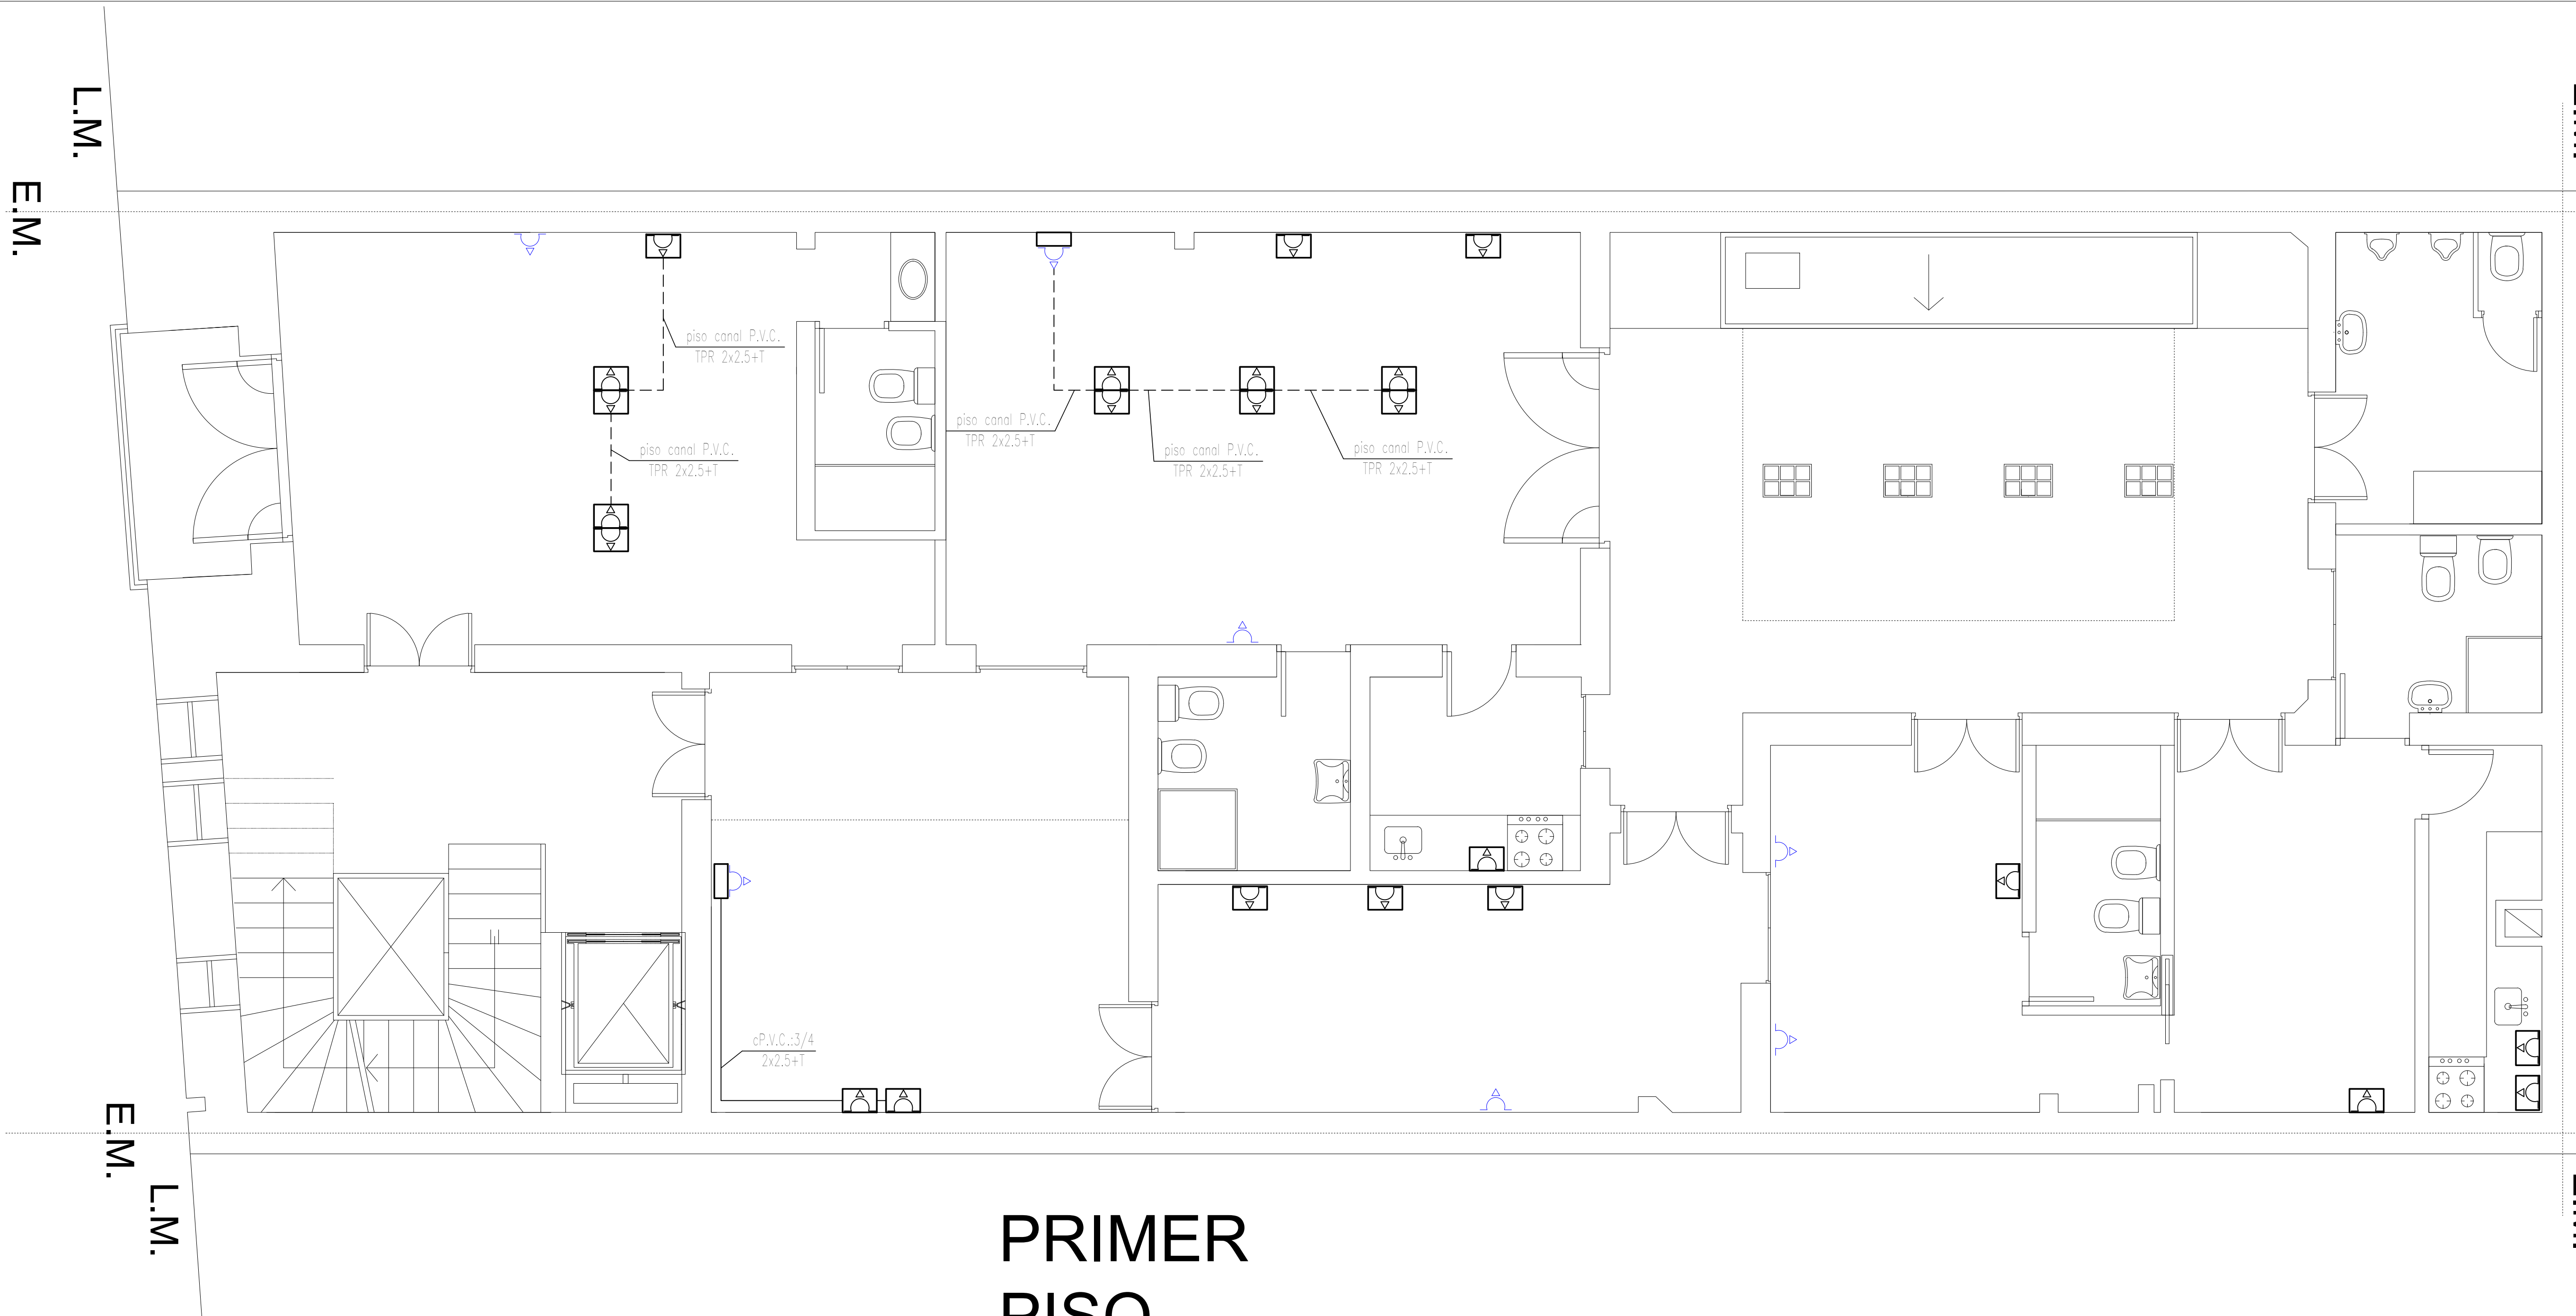 L.M.
E.M.
piso canal P.V.C.
TPR 2x2.5+T
piso canal P.V.C.
TPR 2x2.5+T
piso canal P.V.C.
TPR 2x2.5+T
piso canal P.V.C.
TPR 2x2.5+T
piso canal P.V.C.
TPR 2x2.5+T
cP.V.C.:3/4
2x2.5+T
E.M.
L.M.
PRIMER
PISO